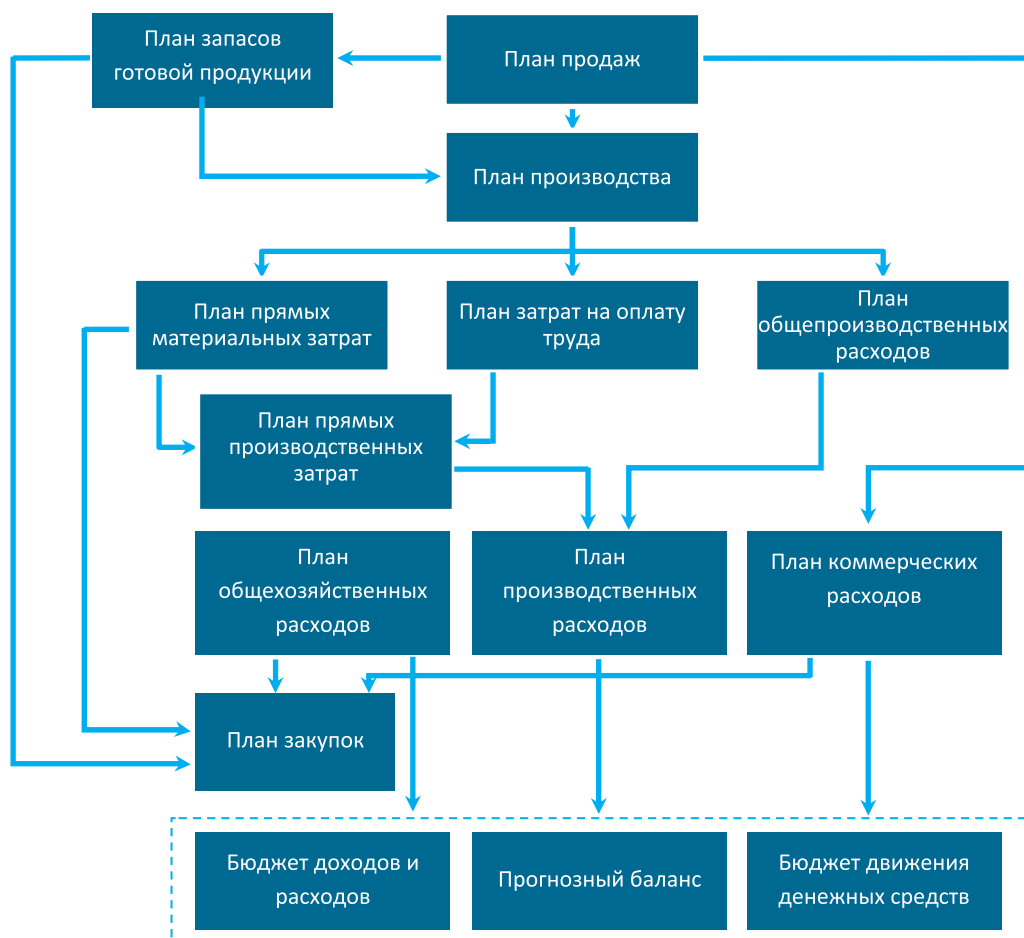 План запасов
готовой продукции
План продаж
План производства
План прямых
материальных затрат
План затрат на оплату
труда
План
общепроизводственных
расходов
План прямых
производственных
затрат
План
общехозяйственных
расходов
План
производственных
расходов
План коммерческих
расходов
План закупок
Бюджет доходов и
расходов
Прогнозный баланс
Бюджет движения
денежных средств